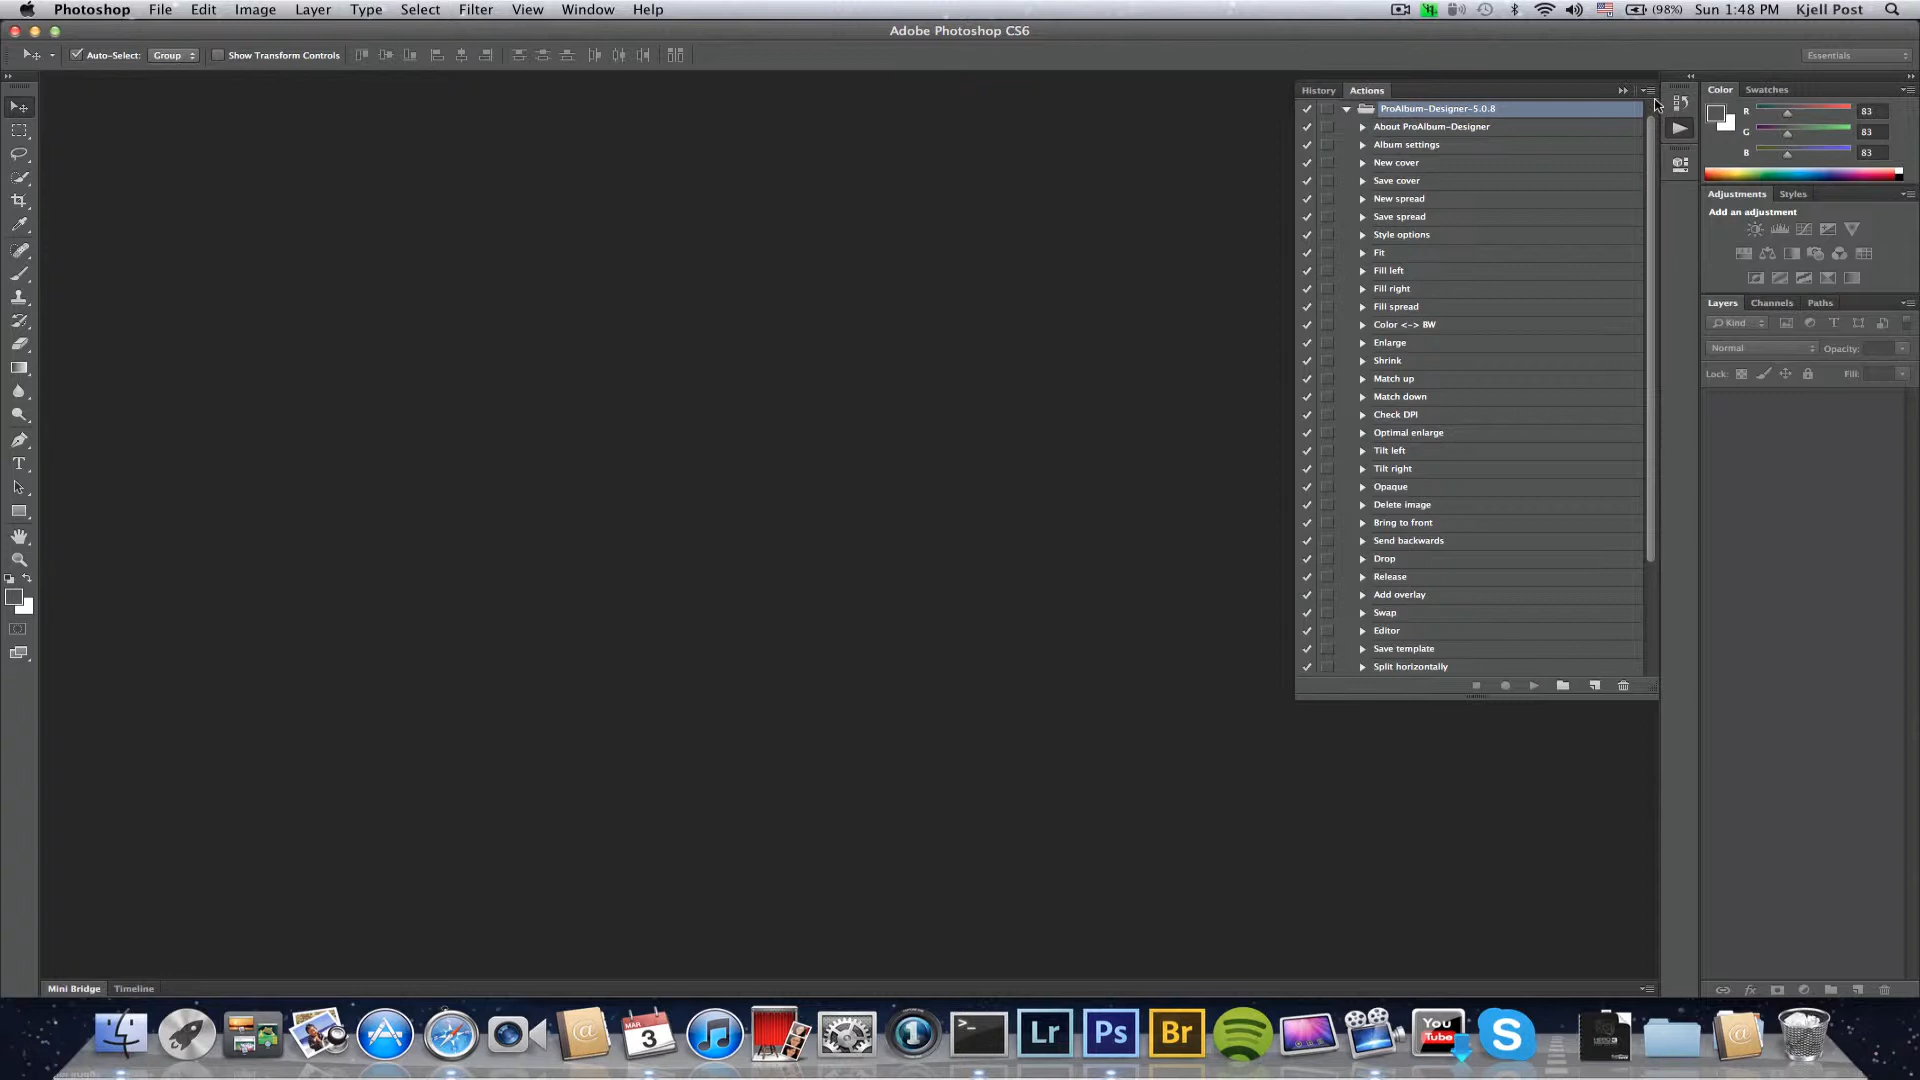 Photoshop File Edit Image Layer Type Select Filter View Window Help (98%) Sun 1:48 PM Kjell Post
Adobe Photoshop CS6
Auto-Select: Group Show Transform Controls Essentials
History Actions
ProAlbum-Designer-5.0.8
About ProAlbum-Designer
Album settings
New cover
Save cover
New spread
Save spread
Style options
Fit
Fill left
Fill right
Fill spread
Color <-> BW
Enlarge
Shrink
Match up
Match down
Check DPI
Optimal enlarge
Tilt left
Tilt right
Opaque
Delete image
Bring to front
Send backwards
Drop
Release
Add overlay
Swap
Editor
Save template
Split horizontally
Color Swatches
R 83
G 83
B 83
Adjustments Styles
Add an adjustment
Layers Channels Paths
Kind
Normal Opacity:
Lock: Fill:
Mini Bridge Timeline
MAR
3
1
Lr
Ps
Br
You
Tube
S
HERO3